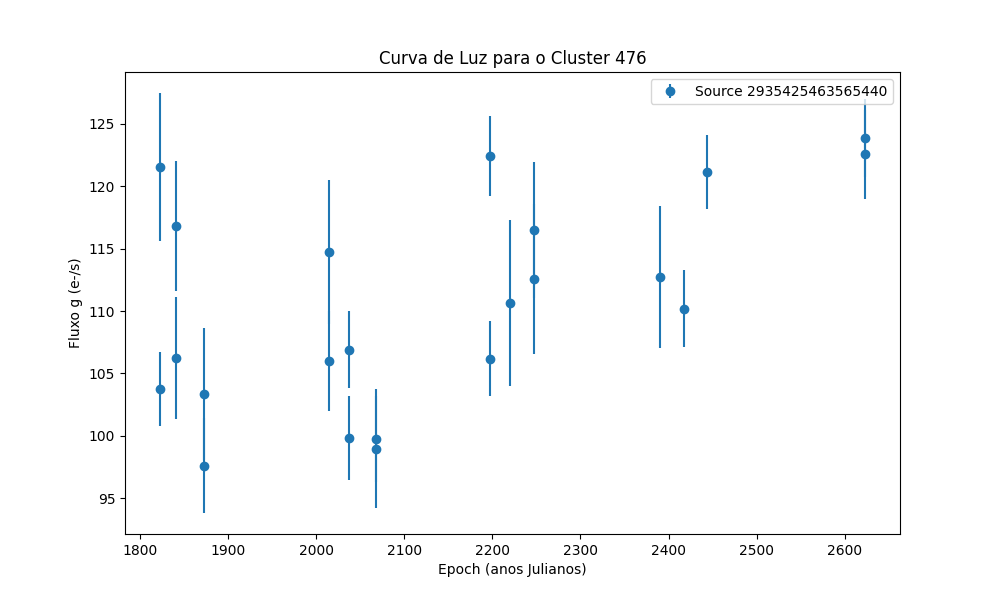 Curva de Luz para o Cluster 476
Source 2935425463565440
Fluxo g (e-/s)
125
120
115
110
105
100
95
1800 1900 2000 2100 2200 2300 2400 2500 2600
Epoch (anos Julianos)